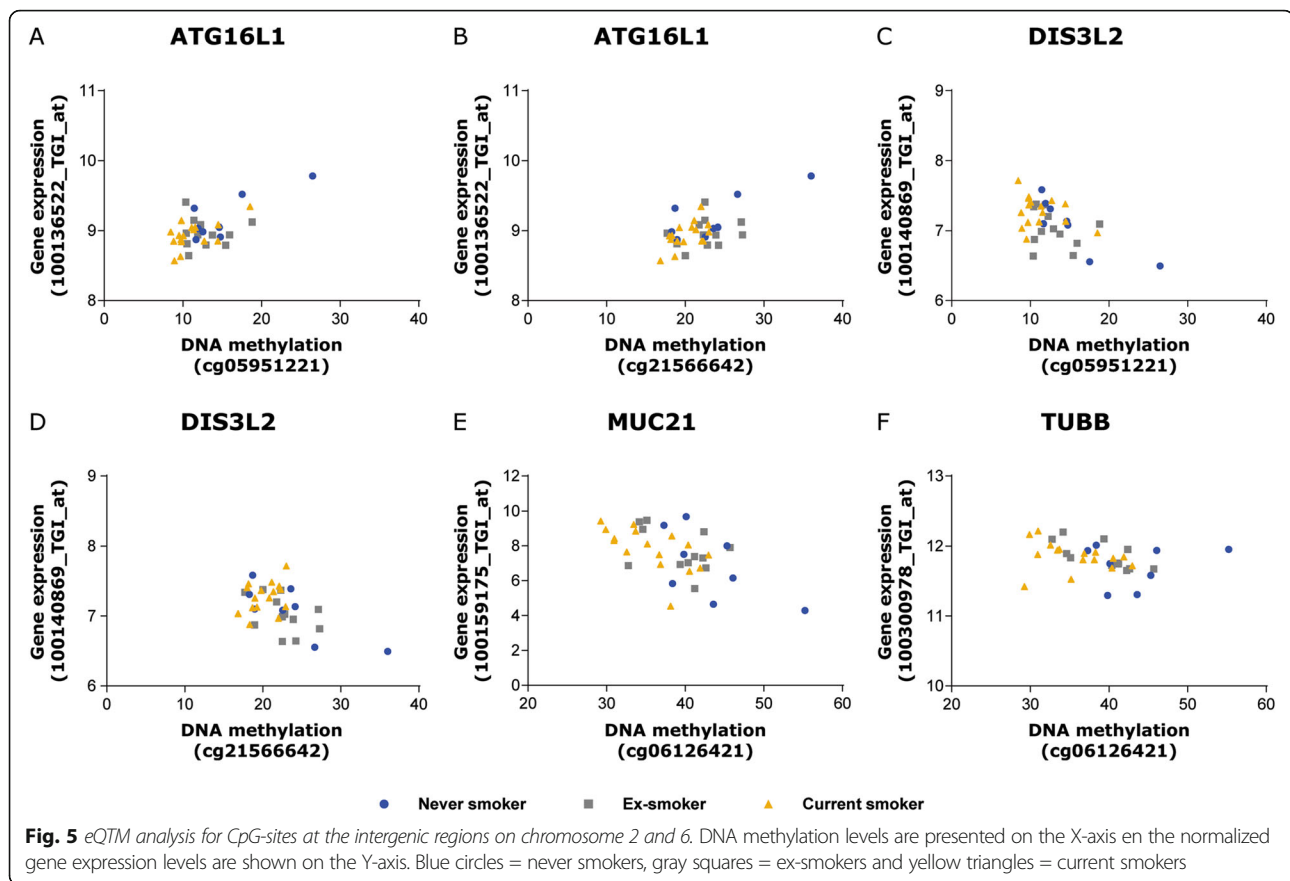 A ATG16L1
Gene expression
(100136522_TGI_at)
11
10
9
8
0 10 20 30 40
DNA methylation
(cg05951221)
B ATG16L1
Gene expression
(100136522_TGI_at)
11
10
9
8
0 10 20 30 40
DNA methylation
(cg21566642)
C DIS3L2
Gene expression
(100140869_TGI_at)
9
8
7
6
0 10 20 30 40
DNA methylation
(cg05951221)
D DIS3L2
Gene expression
(100140869_TGI_at)
9
8
7
6
0 10 20 30 40
DNA methylation
(cg21566642)
E MUC21
Gene expression
(100159175_TGI_at)
12
10
8
6
4
2
0
20 30 40 50 60
DNA methylation
(cg06126421)
F TUBB
Gene expression
(100300978_TGI_at)
13
12
11
10
20 30 40 50 60
DNA methylation
(cg06126421)
Never smoker Ex-smoker Current smoker
Fig. 5 eQTM analysis for CpG-sites at the intergenic regions on chromosome 2 and 6. DNA methylation levels are presented on the X-axis en the normalized
gene expression levels are shown on the Y-axis. Blue circles = never smokers, gray squares = ex-smokers and yellow triangles = current smokers